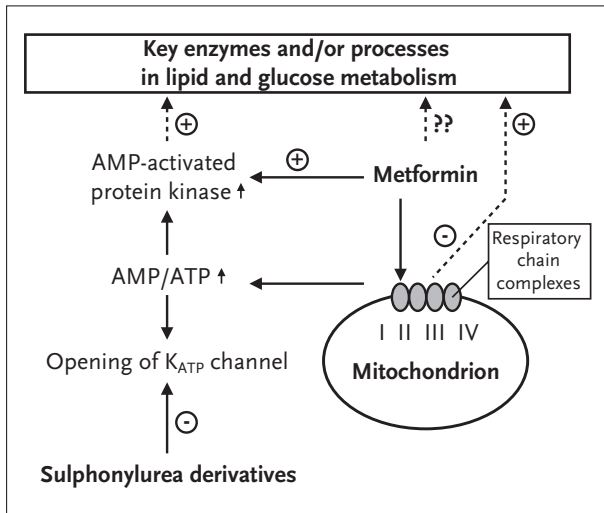 Key enzymes and/or processes
in lipid and glucose metabolism
+
??
+
AMP-activated
protein kinase ↑
+
Metformin
-
Respiratory
chain
complexes
AMP/ATP ↑
I II III IV
Opening of K_ATP channel
Mitochondrion
-
Sulphonylurea derivatives